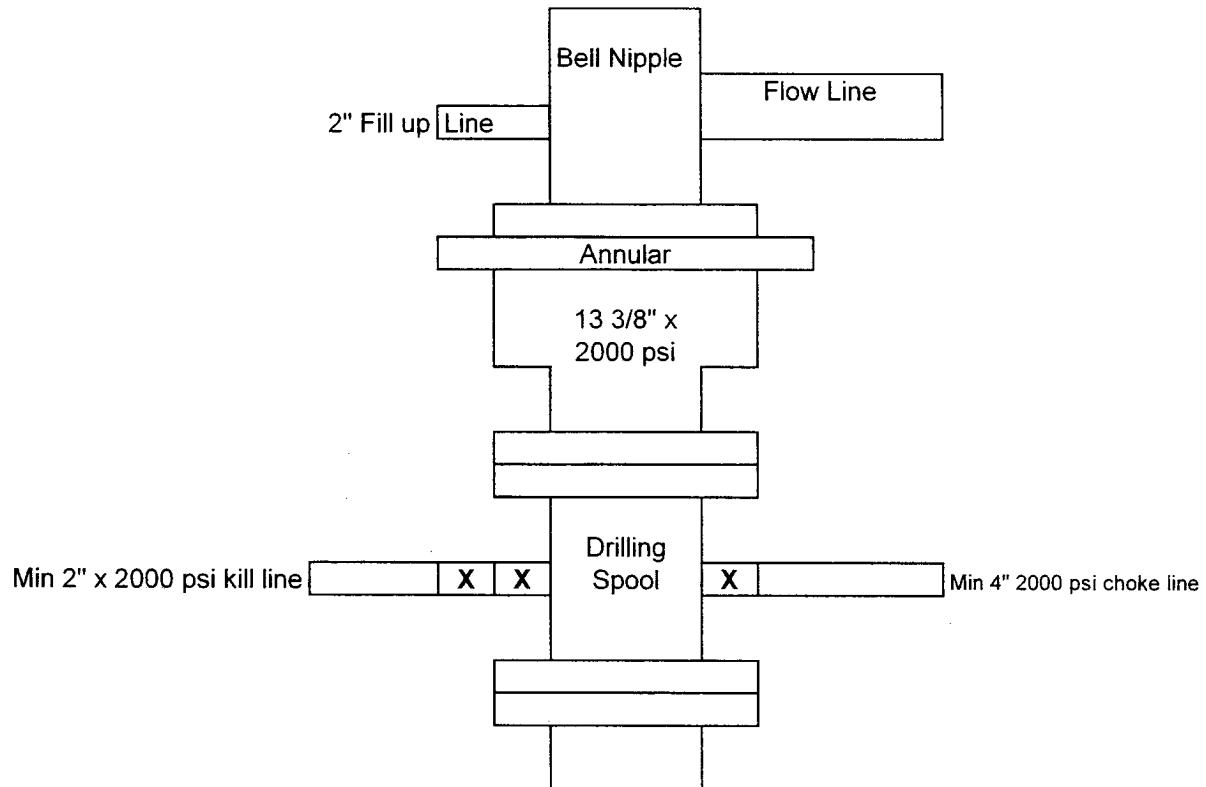 Bell Nipple
Flow Line
2" Fill up Line
Annular
13 3/8" x
2000 psi
Drilling
Spool
Min 2" x 2000 psi kill line
X X
X
Min 4" 2000 psi choke line